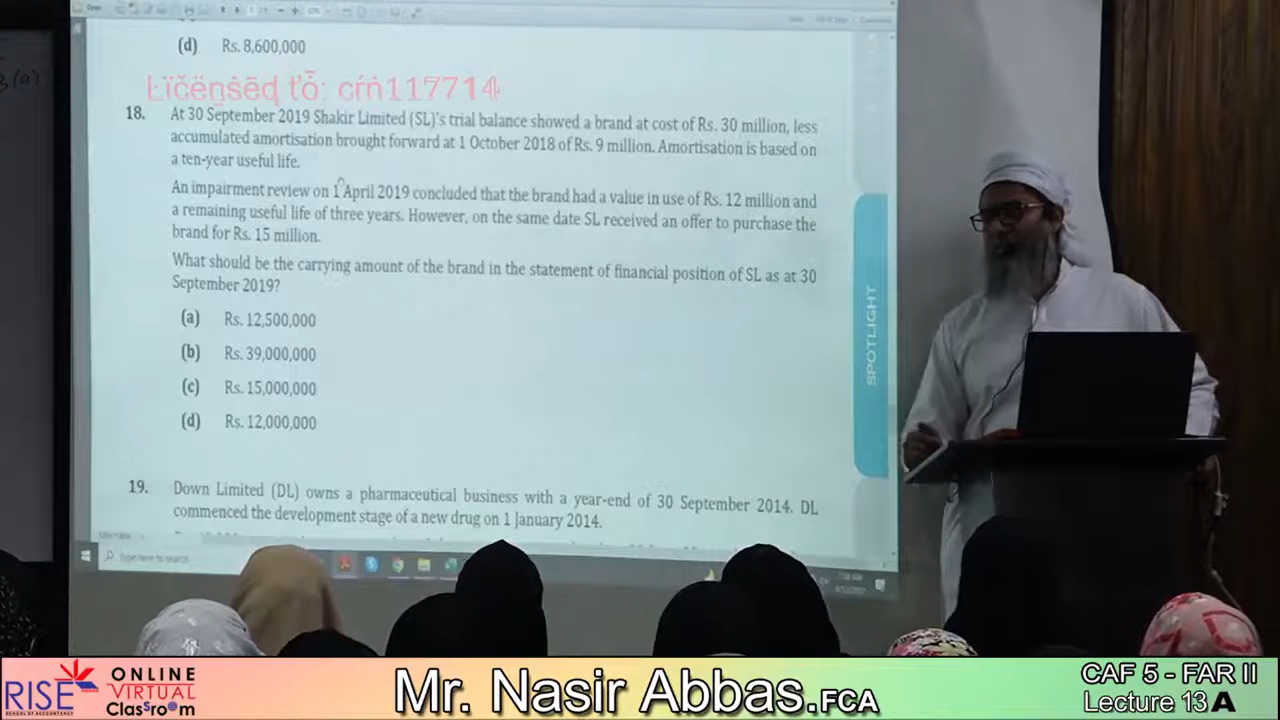 (d) Rs. 8,600,000
Ŀïčëņŝēḑ ťȱ: cŕṅ117714
18. At 30 September 2019 Shakir Limited (SL)'s trial balance showed a brand at cost of Rs. 30 million, less
accumulated amortisation brought forward at 1 October 2018 of Rs. 9 million. Amortisation is based on
a ten-year useful life.
An impairment review on 1 April 2019 concluded that the brand had a value in use of Rs. 12 million and
a remaining useful life of three years. However, on the same date SL received an offer to purchase the
brand for Rs. 15 million.
What should be the carrying amount of the brand in the statement of financial position of SL as at 30
September 2019?
(a) Rs. 12,500,000
(b) Rs. 39,000,000
(c) Rs. 15,000,000
(d) Rs. 12,000,000
19. Down Limited (DL) owns a pharmaceutical business with a year-end of 30 September 2014. DL
commenced the development stage of a new drug on 1 January 2014.
SPOTLIGHT
Type here to search
RISE
ONLINE
VIRTUAL
Classroom
Mr. Nasir Abbas.FCA
CAF 5 - FAR II
Lecture 13 A